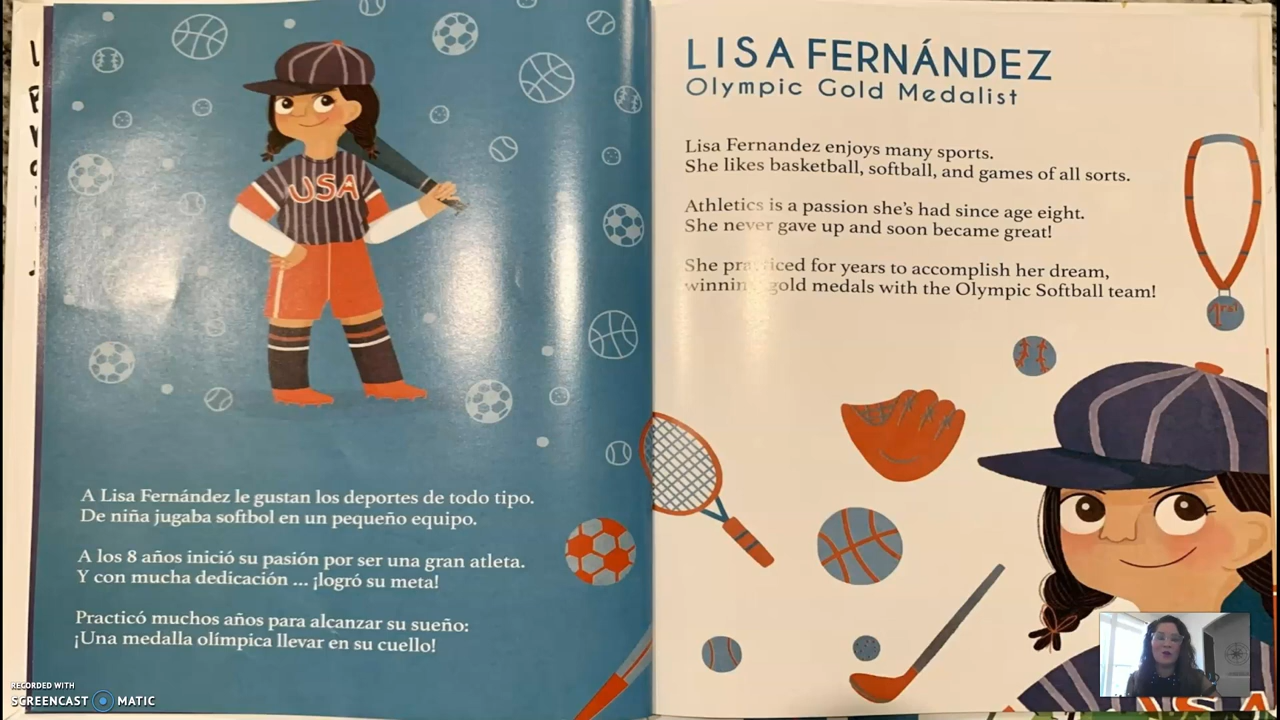 USA
A Lisa Fernández le gustan los deportes de todo tipo.
De niña jugaba softbol en un pequeño equipo.
A los 8 años inició su pasión por ser una gran atleta.
Y con mucha dedicación ... ¡logró su meta!
Practicó muchos años para alcanzar su sueño:
¡Una medalla olímpica llevar en su cuello!
LISA FERNÁNDEZ
Olympic Gold Medalist
Lisa Fernandez enjoys many sports.
She likes basketball, softball, and games of all sorts.
Athletics is a passion she's had since age eight.
She never gave up and soon became great!
She practiced for years to accomplish her dream,
winning gold medals with the Olympic Softball team!
1rst
USA
RECORDED WITH
SCREENCAST MATIC